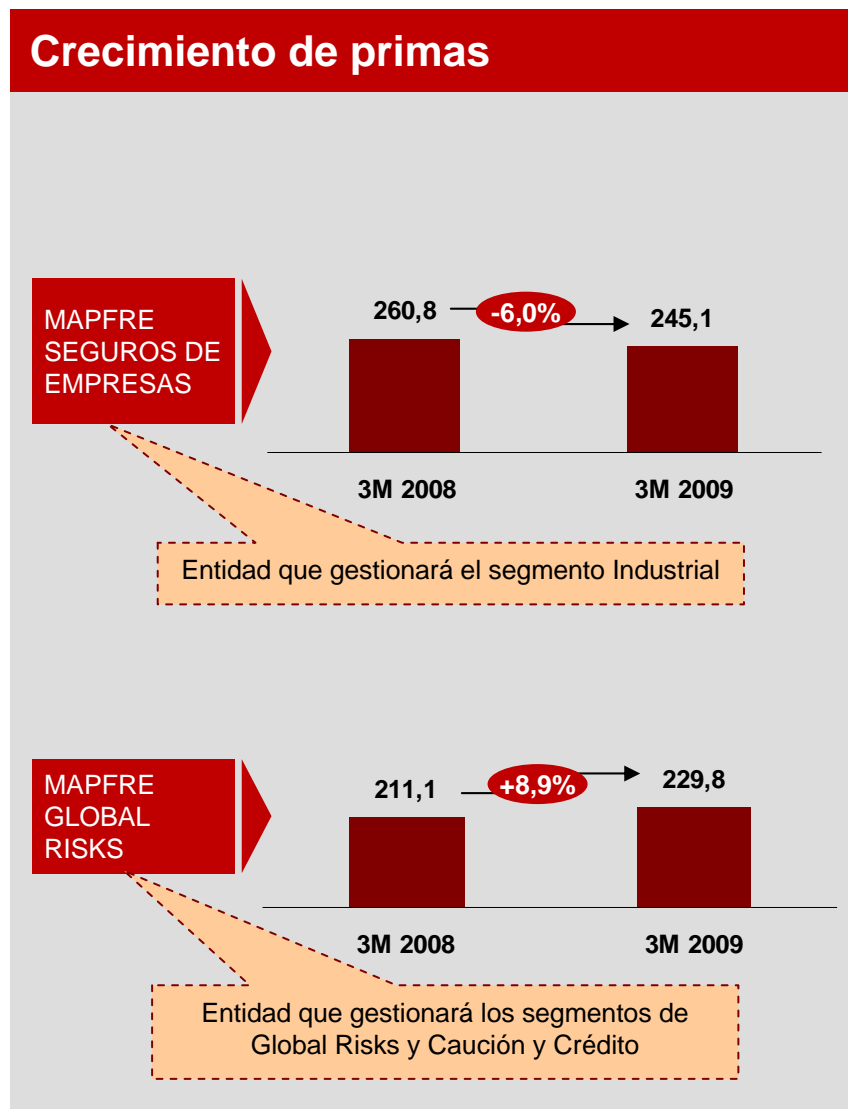 Crecimiento de primas
MAPFRE
SEGUROS DE
EMPRESAS
260,8
-6,0%
245,1
3M 2008
3M 2009
Entidad que gestionará el segmento Industrial
MAPFRE
GLOBAL
RISKS
211,1
+8,9%
229,8
3M 2008
3M 2009
Entidad que gestionará los segmentos de
Global Risks y Caución y Crédito